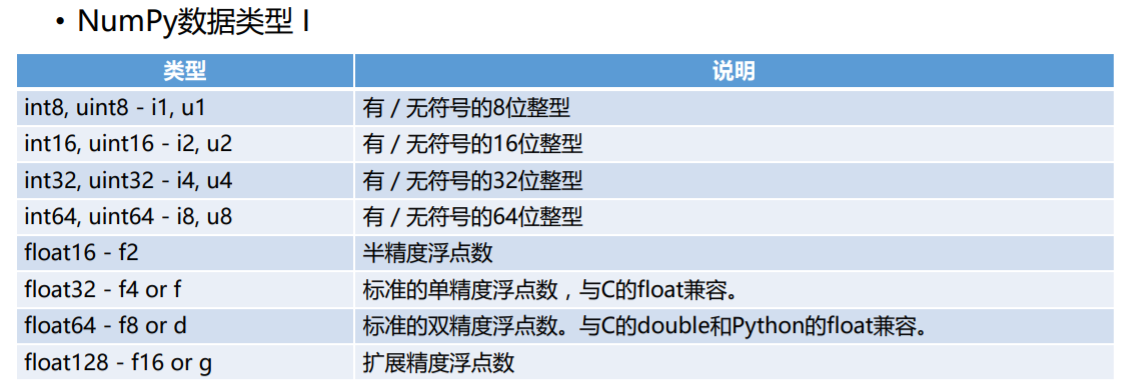 • NumPy数据类型 I
类型 说明
int8, uint8 - i1, u1 有 / 无符号的8位整型
int16, uint16 - i2, u2 有 / 无符号的16位整型
int32, uint32 - i4, u4 有 / 无符号的32位整型
int64, uint64 - i8, u8 有 / 无符号的64位整型
float16 - f2 半精度浮点数
float32 - f4 or f 标准的单精度浮点数，与C的float兼容。
float64 - f8 or d 标准的双精度浮点数。与C的double和Python的float兼容。
float128 - f16 or g 扩展精度浮点数